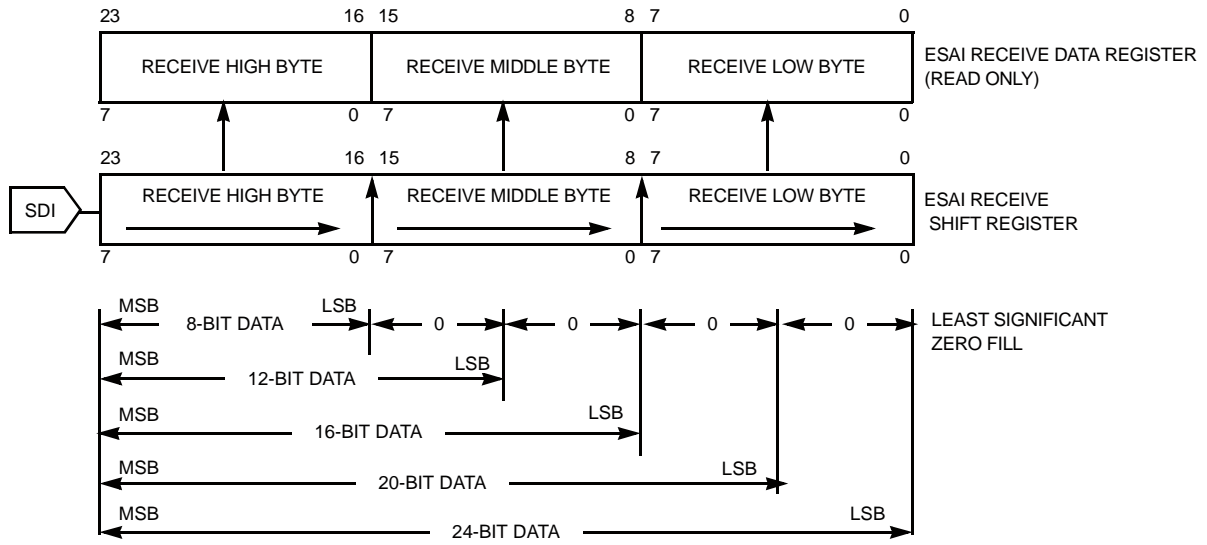 23 16 15 8 7 0
RECEIVE HIGH BYTE RECEIVE MIDDLE BYTE RECEIVE LOW BYTE ESAI RECEIVE DATA REGISTER
(READ ONLY)
7 0 7 0 7 0
23 16 15 8 7 0
SDI RECEIVE HIGH BYTE RECEIVE MIDDLE BYTE RECEIVE LOW BYTE ESAI RECEIVE
SHIFT REGISTER
7 0 7 0 7 0
MSB LSB
8-BIT DATA 0 0 0 0 LEAST SIGNIFICANT
ZERO FILL
MSB LSB
12-BIT DATA
MSB LSB
16-BIT DATA
MSB LSB
20-BIT DATA
MSB LSB
24-BIT DATA